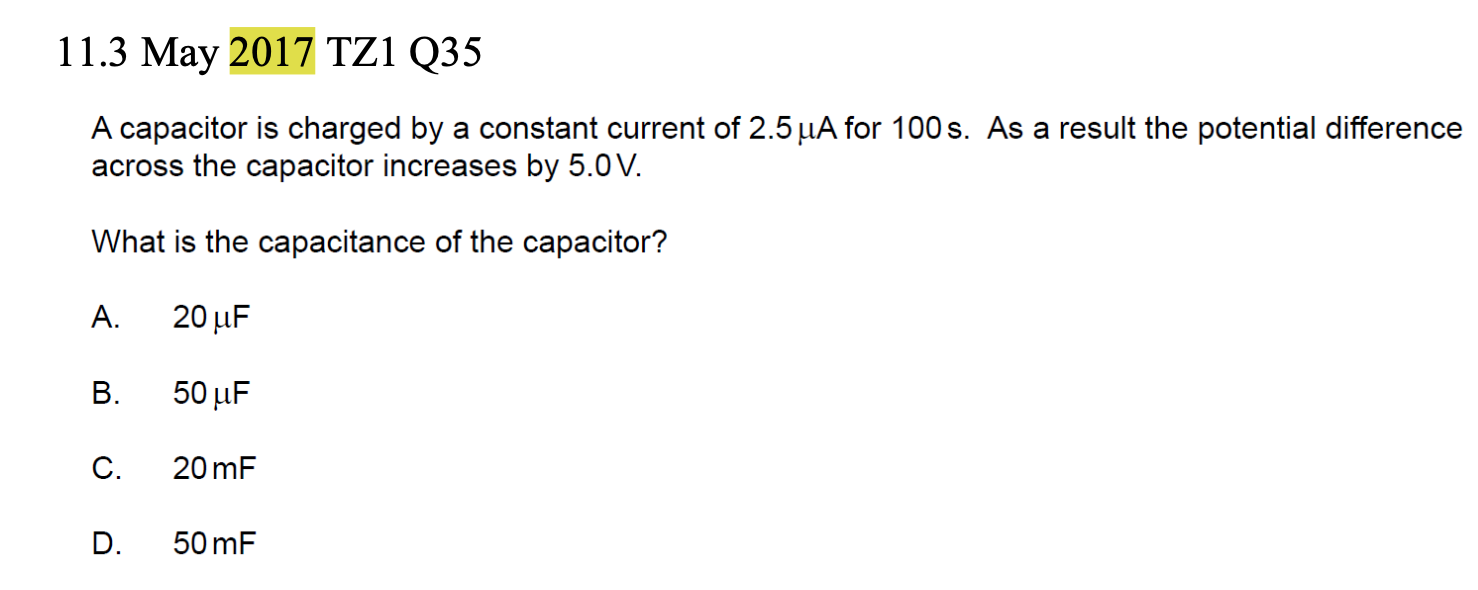 11.3 May 2017 TZ1 Q35
A capacitor is charged by a constant current of 2.5 μA for 100 s. As a result the potential difference
across the capacitor increases by 5.0 V.
What is the capacitance of the capacitor?
A. 20 μF
B. 50 μF
C. 20 mF
D. 50 mF